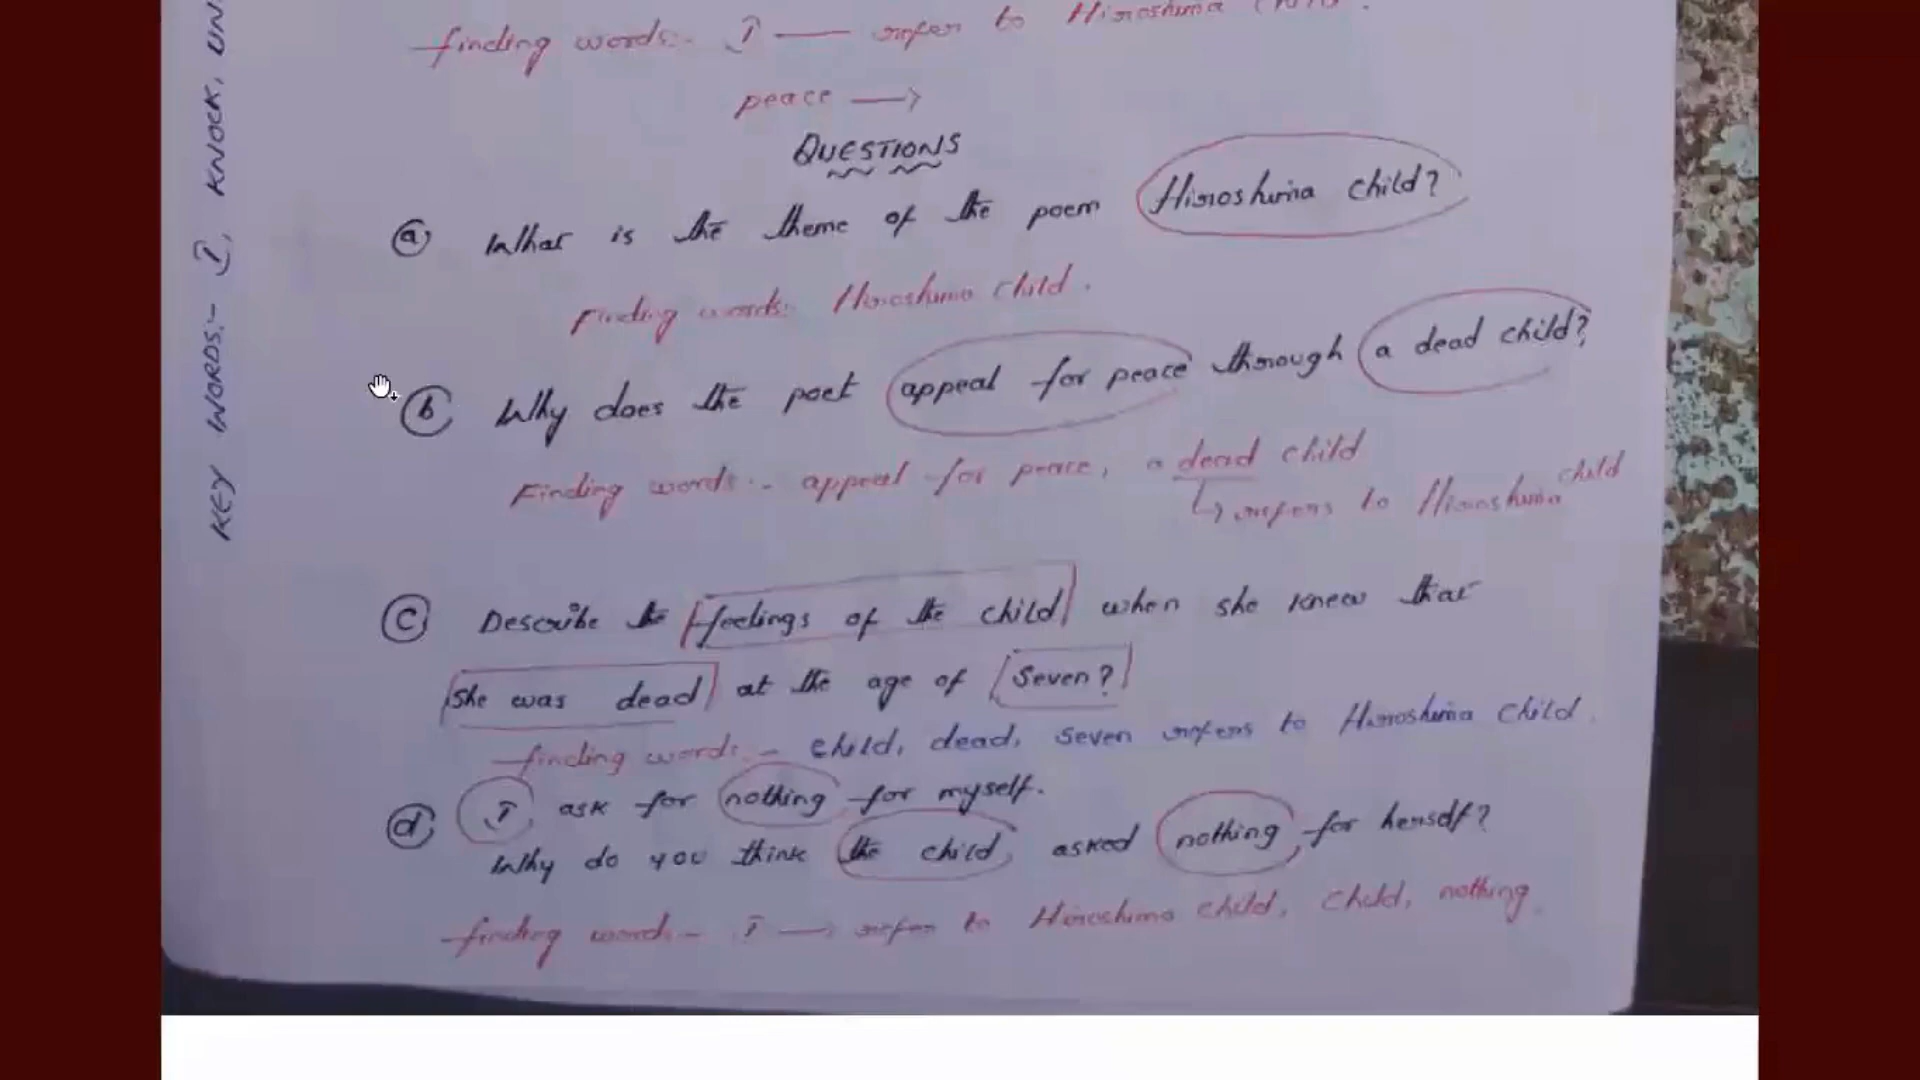 finding words:- I — refer to Hiroshima
peace →
QUESTIONS
ⓐ What is the theme of the poem Hiroshima child?
Finding words: Hiroshima child.
ⓑ Why does the poet appeal for peace through a dead child?
Finding words:- appeal for peace, a dead child
↳ refers to Hiroshima child
ⓒ Describe the feelings of the child when she knew that
she was dead at the age of seven?
finding words:- child, dead, seven refers to Hiroshima child.
ⓓ I ask for nothing for myself.
Why do you think the child asked nothing for herself?
finding words- I → refer to Hiroshima child, child, nothing.
KEY WORDS:- I, KNOCK, UN